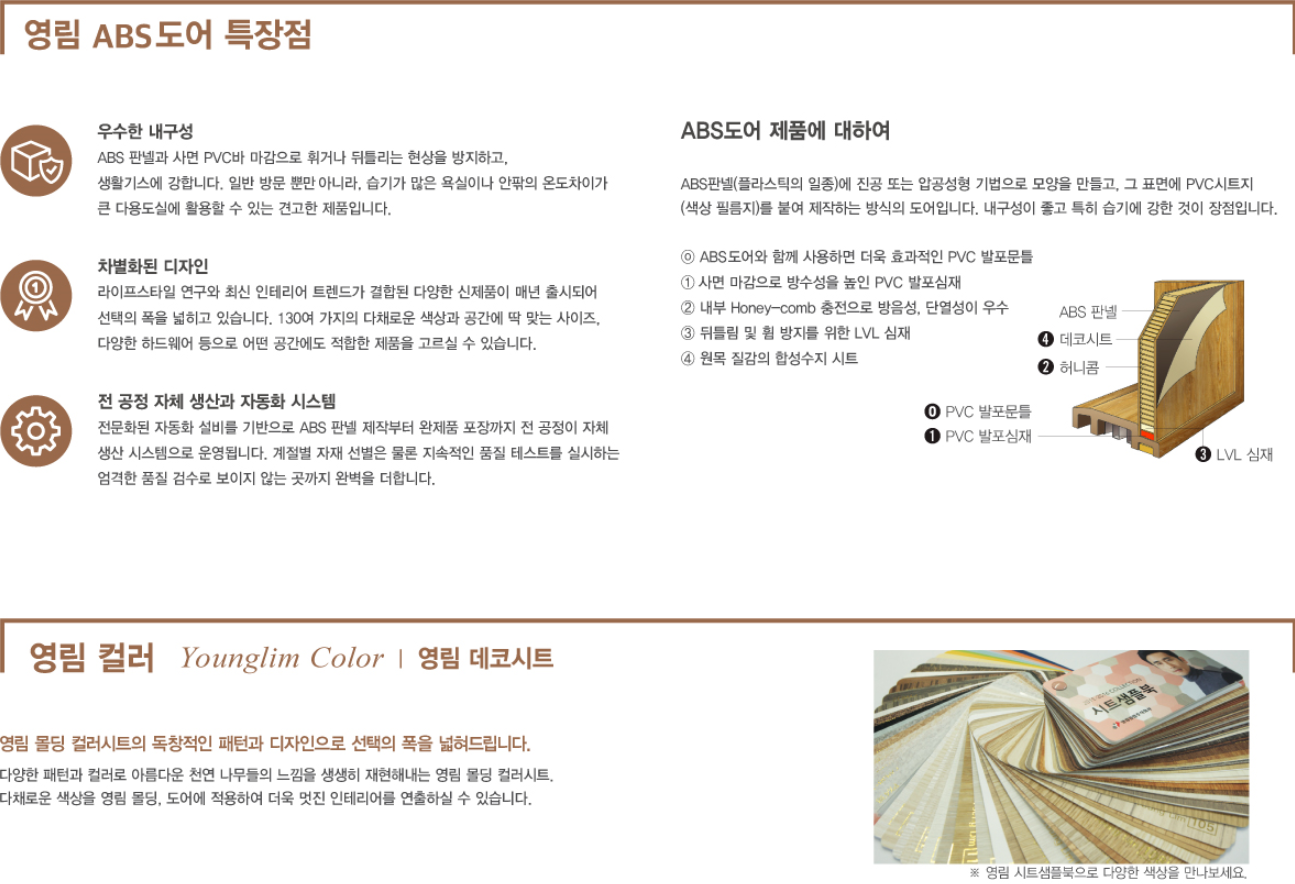 영림 ABS도어 특장점
우수한 내구성
ABS 판넬과 사면 PVC바 마감으로 휘거나 뒤틀리는 현상을 방지하고,
생활기스에 강합니다. 일반 방문 뿐만 아니라, 습기가 많은 욕실이나 안팎의 온도차이가
큰 다용도실에 활용할 수 있는 견고한 제품입니다.
차별화된 디자인
라이프스타일 연구와 최신 인테리어 트렌드가 결합된 다양한 신제품이 매년 출시되어
선택의 폭을 넓히고 있습니다. 130여 가지의 다채로운 색상과 공간에 딱 맞는 사이즈,
다양한 하드웨어 등으로 어떤 공간에도 적합한 제품을 고르실 수 있습니다.
전 공정 자체 생산과 자동화 시스템
전문화된 자동화 설비를 기반으로 ABS 판넬 제작부터 완제품 포장까지 전 공정이 자체
생산 시스템으로 운영됩니다. 계절별 자재 선별은 물론 지속적인 품질 테스트를 실시하는
엄격한 품질 검수로 보이지 않는 곳까지 완벽을 더합니다.
ABS도어 제품에 대하여
ABS판넬(플라스틱의 일종)에 진공 또는 압공성형 기법으로 모양을 만들고, 그 표면에 PVC시트지
(색상 필름지)를 붙여 제작하는 방식의 도어입니다. 내구성이 좋고 특히 습기에 강한 것이 장점입니다.
⓪ ABS도어와 함께 사용하면 더욱 효과적인 PVC 발포문틀
① 사면 마감으로 방수성을 높인 PVC 발포심재
② 내부 Honey-comb 충전으로 방음성, 단열성이 우수
③ 뒤틀림 및 휨 방지를 위한 LVL 심재
④ 원목 질감의 합성수지 시트
ABS 판넬
❹ 데코시트
❷ 허니콤
⓿ PVC 발포문틀
❶ PVC 발포심재
❸ LVL 심재
영림 컬러 Younglim Color | 영림 데코시트
영림 몰딩 컬러시트의 독창적인 패턴과 디자인으로 선택의 폭을 넓혀드립니다.
다양한 패턴과 컬러로 아름다운 천연 나무들의 느낌을 생생히 재현해내는 영림 몰딩 컬러시트.
다채로운 색상을 영림 몰딩, 도어에 적용하여 더욱 멋진 인테리어를 연출하실 수 있습니다.
시트샘플북
105
※ 영림 시트샘플북으로 다양한 색상을 만나보세요.